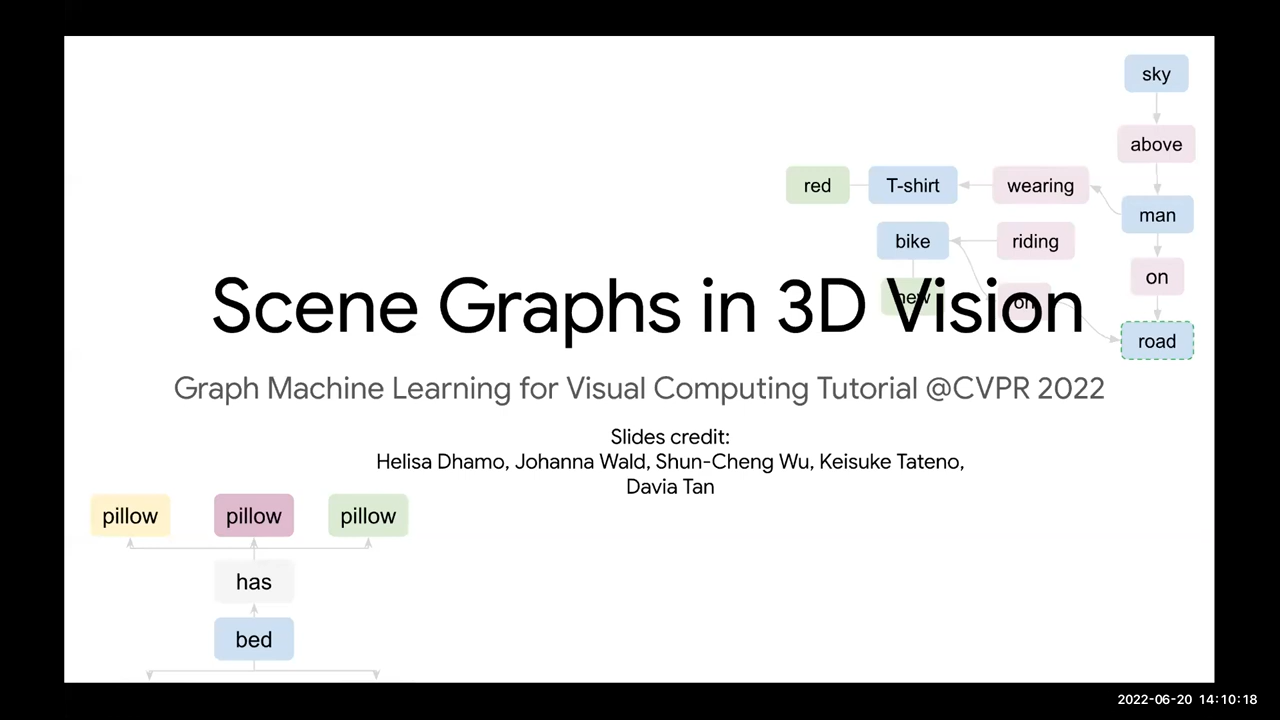 sky
above
red T-shirt wearing
man
bike riding
on
new on
Scene Graphs in 3D Vision
road
Graph Machine Learning for Visual Computing Tutorial @CVPR 2022
Slides credit:
Helisa Dhamo, Johanna Wald, Shun-Cheng Wu, Keisuke Tateno,
Davia Tan
pillow pillow pillow
has
bed
2022-06-20 14:10:18